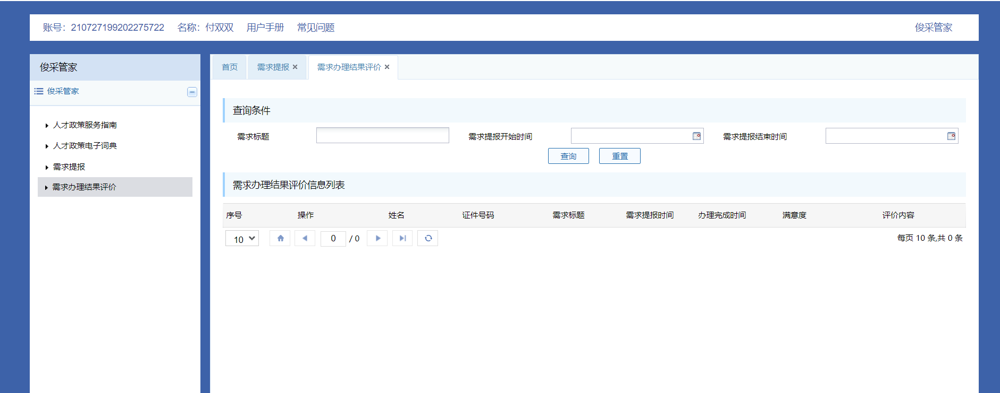 账号：210727199202275722 名称：付双双 用户手册 常见问题 俊采管家
俊采管家
俊采管家
人才政策服务指南
人才政策电子词典
需求提报
需求办理结果评价
首页 需求提报 需求办理结果评价
查询条件
需求标题 需求提报开始时间 需求提报结束时间
查询 重置
需求办理结果评价信息列表
序号 操作 姓名 证件号码 需求标题 需求提报时间 办理完成时间 满意度 评价内容
10 0 / 0 每页 10 条,共 0 条